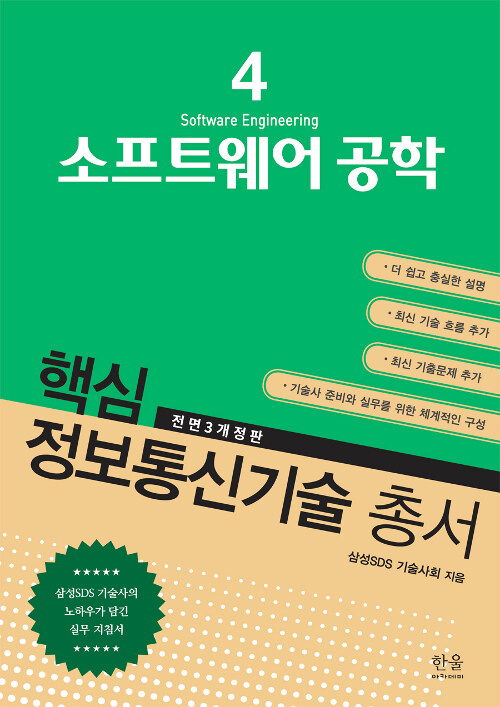 4
Software Engineering
소프트웨어 공학
• 더 쉽고 충실한 설명
• 최신 기술 흐름 추가
• 최신 기출문제 추가
• 기술사 준비와 실무를 위한 체계적인 구성
핵심
전면3개정판
정보통신기술 총서
삼성SDS 기술사회 지음
★★★★★
삼성SDS 기술사의
노하우가 담긴
실무 지침서
★★★★★
한울
아카데미